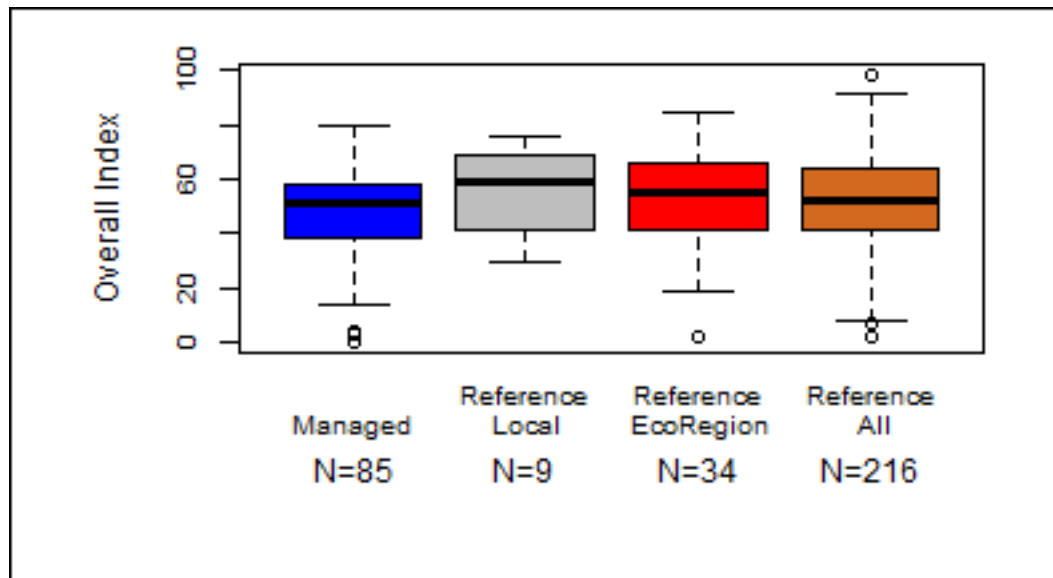 Overall Index
100
60
20
0
Managed
Reference
Local
Reference
EcoRegion
Reference
All
N=85
N=9
N=34
N=216